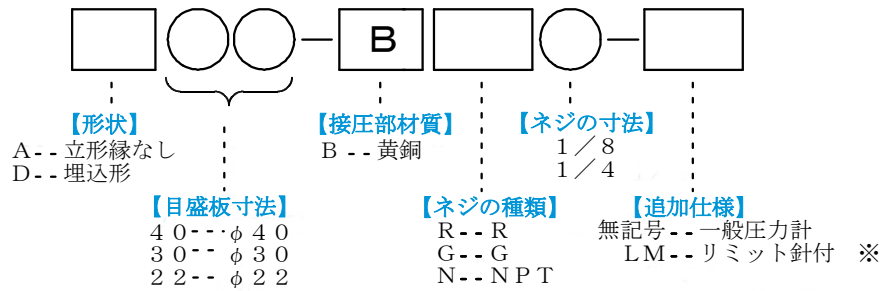 B
【形状】
A--立形縁なし
D--埋込形
【接圧部材質】
B--黄銅
【ネジの寸法】
1/8
1/4
【目盛板寸法】
40---φ40
30--φ30
22--φ22
【ネジの種類】
R--R
G--G
N--NPT
【追加仕様】
無記号--一般圧力計
LM--リミット針付 ※